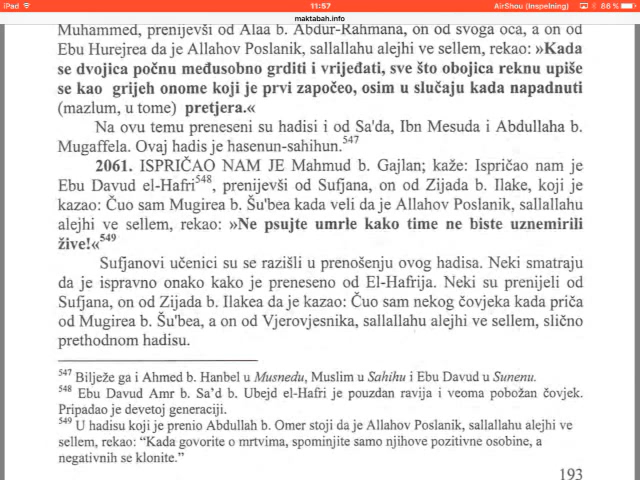 iPad
11:57
AirShou (Inspelning)
86 %
maktabah.info
Muhammed, prenijevši od Alaa b. Abdur-Rahmana, on od svoga oca, a on od
Ebu Hurejrea da je Allahov Poslanik, sallallahu alejhi ve sellem, rekao: »Kada
se dvojica počnu međusobno grditi i vrijeđati, sve što obojica reknu upiše
se kao grijeh onome koji je prvi započeo, osim u slučaju kada napadnuti
(mazlum, u tome) pretjera.«
Na ovu temu preneseni su hadisi i od Sa'da, Ibn Mesuda i Abdullaha b.
Mugaffela. Ovaj hadis je hasenun-sahihun.547
2061. ISPRIČAO NAM JE Mahmud b. Gajlan; kaže: Ispričao nam je
Ebu Davud el-Hafri548, prenijevši od Sufjana, on od Zijada b. Ilake, koji je
kazao: Čuo sam Mugirea b. Šu'bea kada veli da je Allahov Poslanik, sallallahu
alejhi ve sellem, rekao: »Ne psujte umrle kako time ne biste uznemirili
žive!«549
Sufjanovi učenici su se razišli u prenošenju ovog hadisa. Neki smatraju
da je ispravno onako kako je preneseno od El-Hafrija. Neki su prenijeli od
Sufjana, on od Zijada b. Ilakea da je kazao: Čuo sam nekog čovjeka kada priča
od Mugirea b. Šu'bea, a on od Vjerovjesnika, sallallahu alejhi ve sellem, slično
prethodnom hadisu.
547 Bilježe ga i Ahmed b. Hanbel u Musnedu, Muslim u Sahihu i Ebu Davud u Sunenu.
548 Ebu Davud Amr b. Sa'd b. Ubejd el-Hafri je pouzdan ravija i veoma pobožan čovjek.
Pripadao je devetoj generaciji.
549 U hadisu koji je prenio Abdullah b. Omer stoji da je Allahov Poslanik, sallallahu alejhi ve
sellem, rekao: “Kada govorite o mrtvima, spominjite samo njihove pozitivne osobine, a
negativnih se klonite.”
193